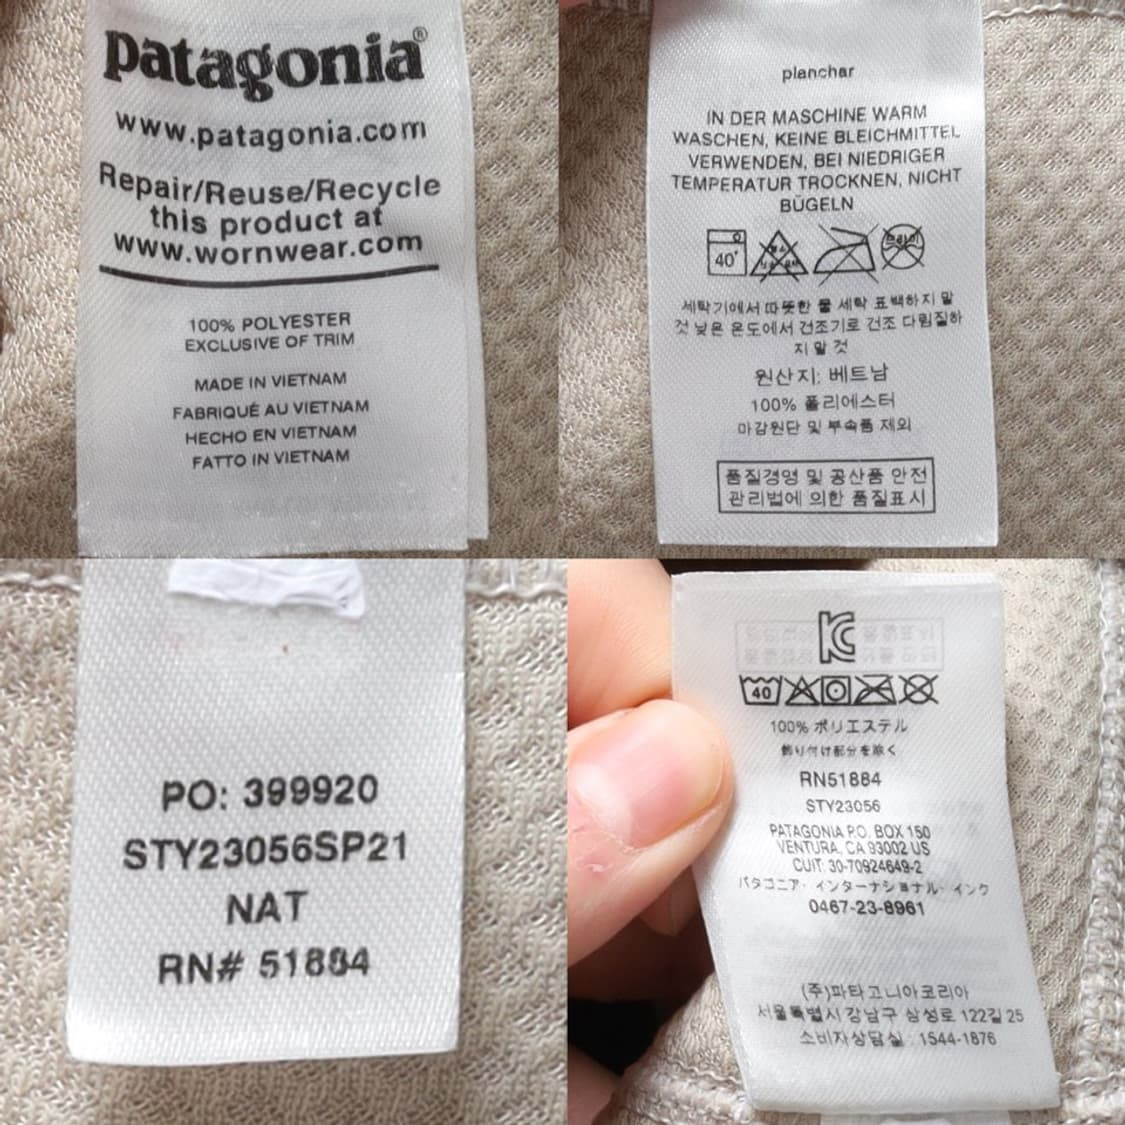 patagonia®
www.patagonia.com
Repair/Reuse/Recycle
this product at
www.wornwear.com
100% POLYESTER
EXCLUSIVE OF TRIM
MADE IN VIETNAM
FABRIQUÉ AU VIETNAM
HECHO EN VIETNAM
FATTO IN VIETNAM
planchar
IN DER MASCHINE WARM
WASCHEN, KEINE BLEICHMITTEL
VERWENDEN, BEI NIEDRIGER
TEMPERATUR TROCKNEN, NICHT
BÜGELN
40°
세탁기에서 따뜻한 물 세탁 표백하지 말
것 낮은 온도에서 건조기로 건조 다림질하
지 말 것
원산지: 베트남
100% 폴리에스터
마감원단 및 부속품 제외
품질경영 및 공산품 안전
관리법에 의한 품질표시
PO: 399920
STY23056SP21
NAT
RN# 51884
KC
40
100% ポリエステル
飾り付け部分を除く
RN51884
STY23056
PATAGONIA P.O. BOX 150
VENTURA, CA 93002 US
CUIT: 30-70924649-2
パタゴニア・インターナショナル・インク
0467-23-8961
(주)파타고니아코리아
서울특별시 강남구 삼성로 122길 25
소비자상담실 : 1544-1876